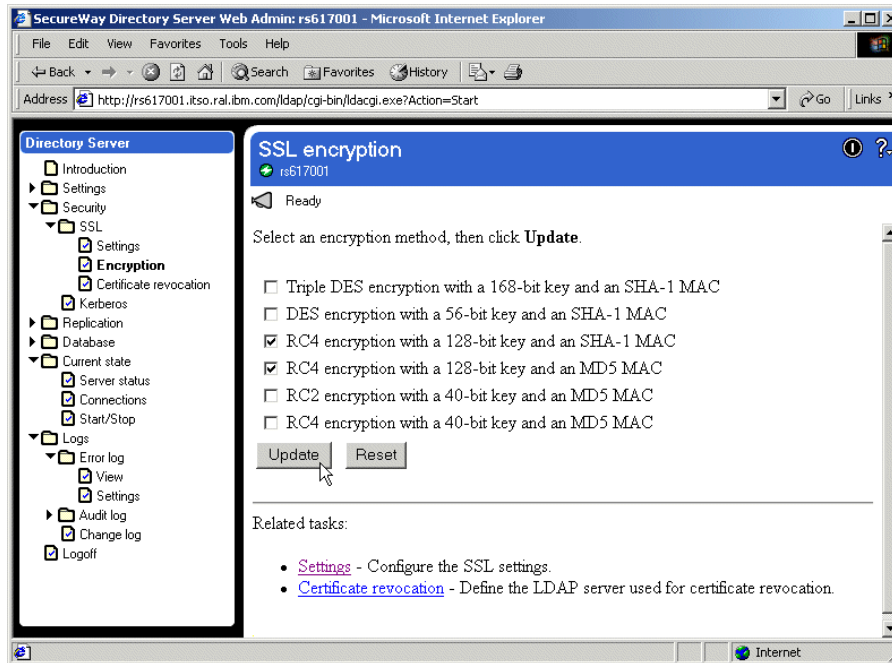 SecureWay Directory Server Web Admin: rs617001 - Microsoft Internet Explorer
File Edit View Favorites Tools Help
Back Search Favorites History
Address http://rs617001.itso.ral.ibm.com/ldap/cgi-bin/ldacgi.exe?Action=Start Go Links
Directory Server
Introduction
Settings
Security
SSL
Settings
Encryption
Certificate revocation
Kerberos
Replication
Database
Current state
Server status
Connections
Start/Stop
Logs
Error log
View
Settings
Audit log
Change log
Logoff
SSL encryption
rs617001
Ready
Select an encryption method, then click Update.
Triple DES encryption with a 168-bit key and an SHA-1 MAC
DES encryption with a 56-bit key and an SHA-1 MAC
RC4 encryption with a 128-bit key and an SHA-1 MAC
RC4 encryption with a 128-bit key and an MD5 MAC
RC2 encryption with a 40-bit key and an MD5 MAC
RC4 encryption with a 40-bit key and an MD5 MAC
Update Reset
Related tasks:
Settings - Configure the SSL settings.
Certificate revocation - Define the LDAP server used for certificate revocation.
Internet